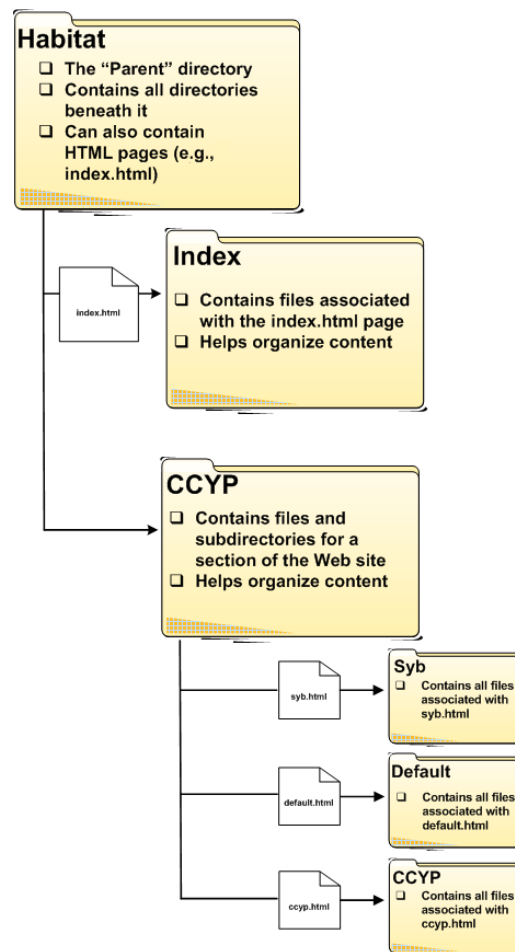 Habitat
❑ The “Parent” directory
❑ Contains all directories
beneath it
❑ Can also contain
HTML pages (e.g.,
index.html)
index.html
Index
❑ Contains files associated
with the index.html page
❑ Helps organize content
CCYP
❑ Contains files and
subdirectories for a
section of the Web site
❑ Helps organize content
syb.html
Syb
❑ Contains all files
associated with
syb.html
default.html
Default
❑ Contains all files
associated with
default.html
ccyp.html
CCYP
❑ Contains all files
associated with
ccyp.html